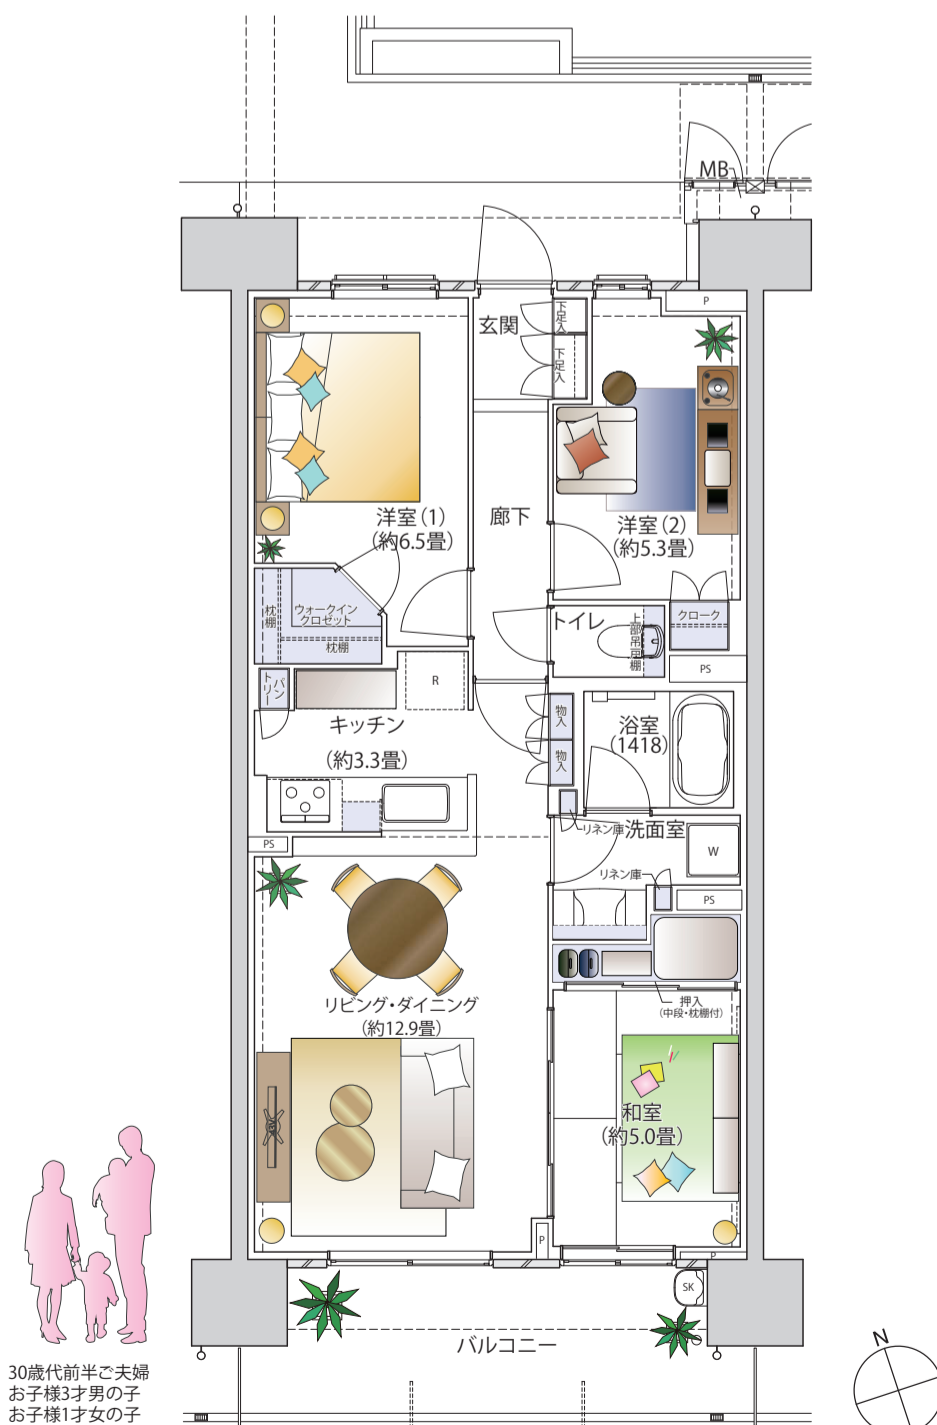 MB
P
玄関
下足入
下足入
洋室(1)
(約6.5畳)
廊下
洋室(2)
(約5.3畳)
枕棚
ウォークイン
クロゼット
枕棚
トイレ
上部吊戸棚
クローク
PS
パントリー
R
キッチン
(約3.3畳)
物入
物入
浴室
(1418)
リネン庫
洗面室
W
リネン庫
PS
PS
リビング・ダイニング
(約12.9畳)
押入
(中段・枕棚付)
和室
(約5.0畳)
P
P
SK
バルコニー
N
30歳代前半ご夫婦
お子様3才男の子
お子様1才女の子